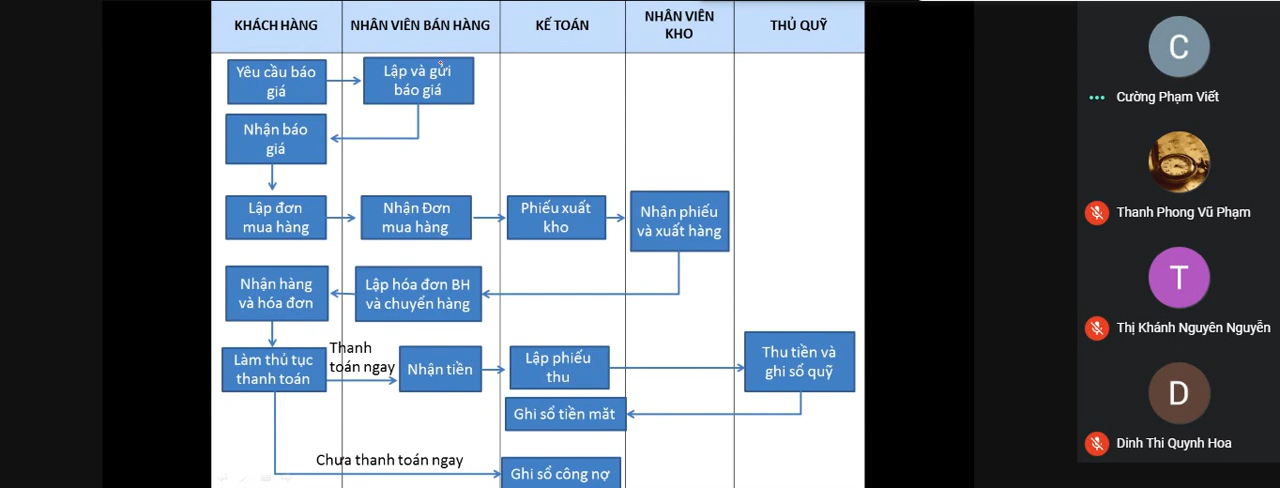 KHÁCH HÀNG
NHÂN VIÊN BÁN HÀNG
KẾ TOÁN
NHÂN VIÊN
KHO
THỦ QUỸ
Yêu cầu báo
giá
Lập và gửi
báo giá
Nhận báo
giá
Lập đơn
mua hàng
Nhận Đơn
mua hàng
Phiếu xuất
kho
Nhận phiếu
và xuất hàng
Nhận hàng
và hóa đơn
Lập hóa đơn BH
và chuyển hàng
Làm thủ tục
thanh toán
Thanh
toán ngay
Nhận tiền
Lập phiếu
thu
Thu tiền và
ghi sổ quỹ
Ghi sổ tiền măt
Chưa thanh toán ngay
Ghi sổ công nợ
C
Cường Phạm Viết
Thanh Phong Vũ Phạm
T
Thị Khánh Nguyên Nguyễn
D
Dinh Thi Quynh Hoa